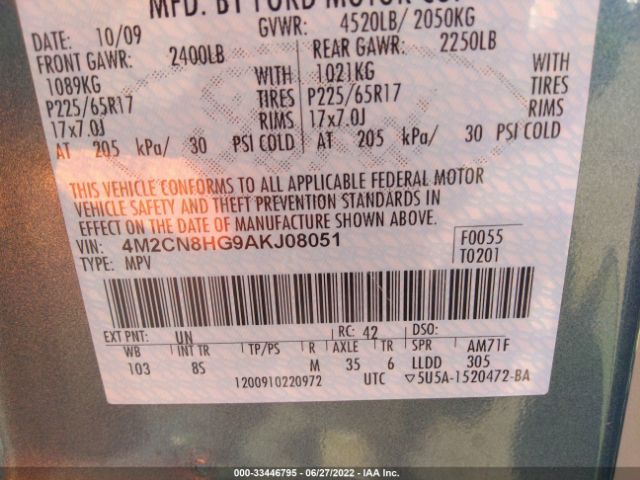 MFD. BY FORD MOTOR CO.
DATE: 10/09 GVWR: 4520LB/ 2050KG
FRONT GAWR: 2400LB REAR GAWR: 2250LB
1089KG WITH 1021KG WITH
P225/65R17 TIRES P225/65R17 TIRES
17x7.0J RIMS 17x7.0J RIMS
AT 205 kPa/ 30 PSI COLD AT 205 kPa/ 30 PSI COLD
THIS VEHICLE CONFORMS TO ALL APPLICABLE FEDERAL MOTOR
VEHICLE SAFETY AND THEFT PREVENTION STANDARDS IN
EFFECT ON THE DATE OF MANUFACTURE SHOWN ABOVE.
VIN: 4M2CN8HG9AKJ08051 F0055
TYPE: MPV T0201
EXT PNT: UN RC: 42 DSO:
WB INT TR TP/PS R AXLE TR SPR AM71F
103 8S M 35 6 LLDD 305
1200910220972 UTC ▽5U5A-1520472-BA
000-33446795 - 06/27/2022 - IAA Inc.